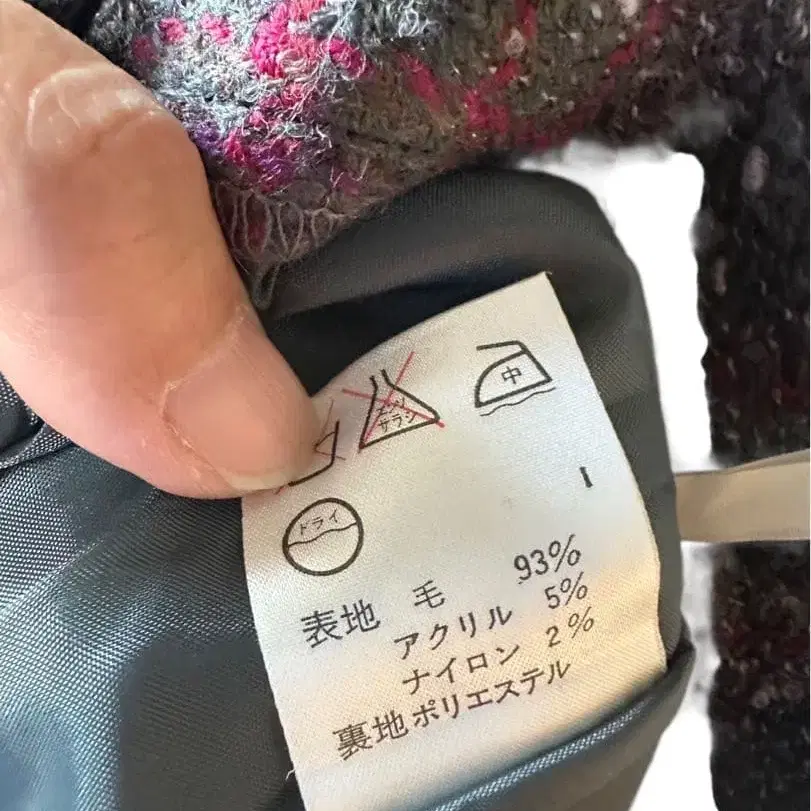 エンソ
サラシ
中
ドライ
I
表地 毛 93%
アクリル 5%
ナイロン 2%
裏地 ポリエステル